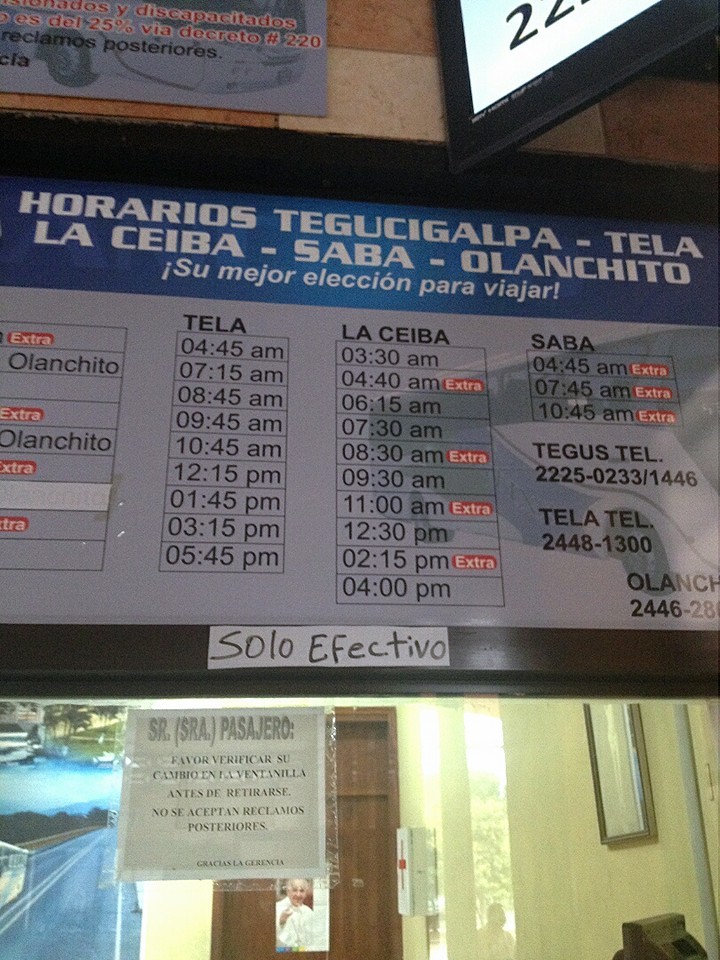 y discapacitados
es del 25% via decreto # 220
reclamos posteriores.
222
HORARIOS TEGUCIGALPA - TELA
LA CEIBA - SABA - OLANCHITO
¡Su mejor elección para viajar!
Extra
Olanchito
Extra
Olanchito
Extra
Extra
TELA
04:45 am
07:15 am
08:45 am
09:45 am
10:45 am
12:15 pm
01:45 pm
03:15 pm
05:45 pm
LA CEIBA
03:30 am
04:40 am Extra
06:15 am
07:30 am
08:30 am Extra
09:30 am
11:00 am Extra
12:30 pm
02:15 pm Extra
04:00 pm
SABA
04:45 am Extra
07:45 am Extra
10:45 am Extra
TEGUS TEL.
2225-0233/1446
TELA TEL.
2448-1300
OLANCH
2446-28
SOLO EFECTIVO
SR. (SRA.) PASAJERO:
FAVOR VERIFICAR SU
CAMBIO EN LA VENTANILLA
ANTES DE RETIRARSE.
NO SE ACEPTAN RECLAMOS
POSTERIORES.
GRACIAS LA GERENCIA